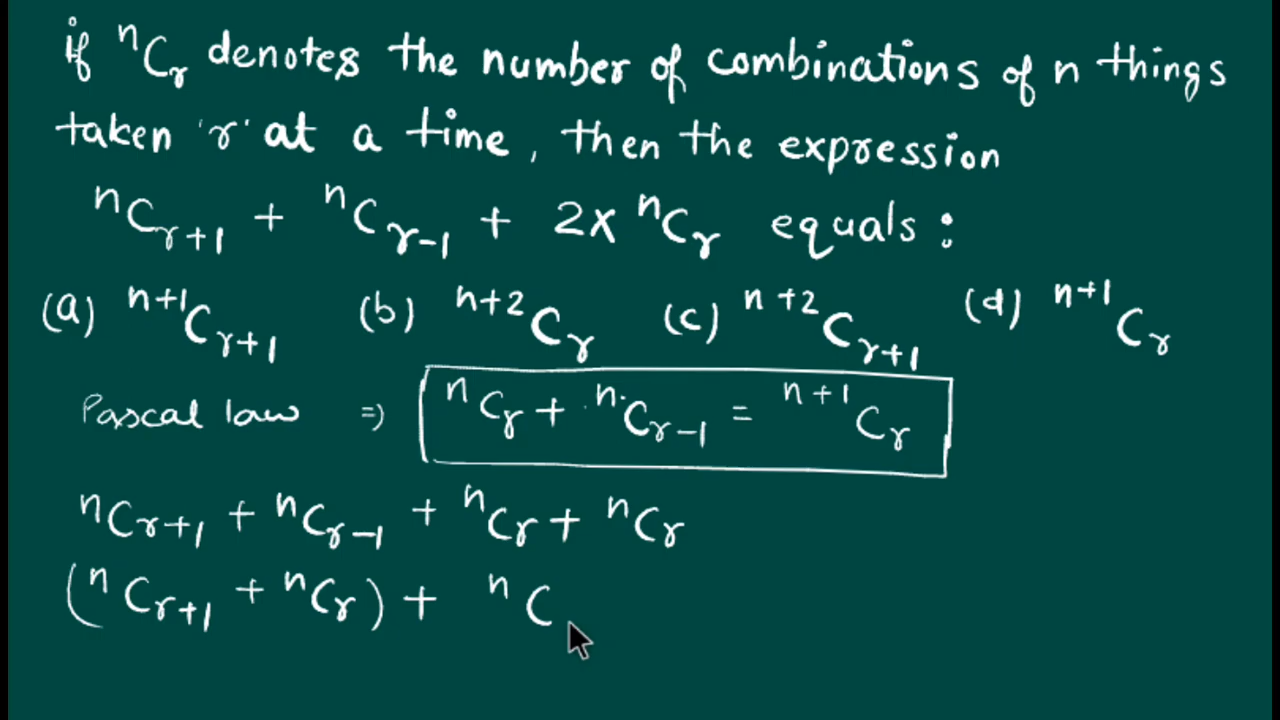 if ⁿCᵣ denotes the number of combinations of n things
taken 'r' at a time, then the expression
ⁿCᵣ₊₁ + ⁿCᵣ₋₁ + 2x ⁿCᵣ equals :
(a) ⁿ⁺¹Cᵣ₊₁ (b) ⁿ⁺²Cᵣ (c) ⁿ⁺²Cᵣ₊₁ (d) ⁿ⁺¹Cᵣ
Pascal law ⇒) ⁿCᵣ + ⁿCᵣ₋₁ = ⁿ⁺¹Cᵣ
ⁿCᵣ₊₁ + ⁿCᵣ₋₁ + ⁿCᵣ + ⁿCᵣ
(ⁿCᵣ₊₁ + ⁿCᵣ) + ⁿC